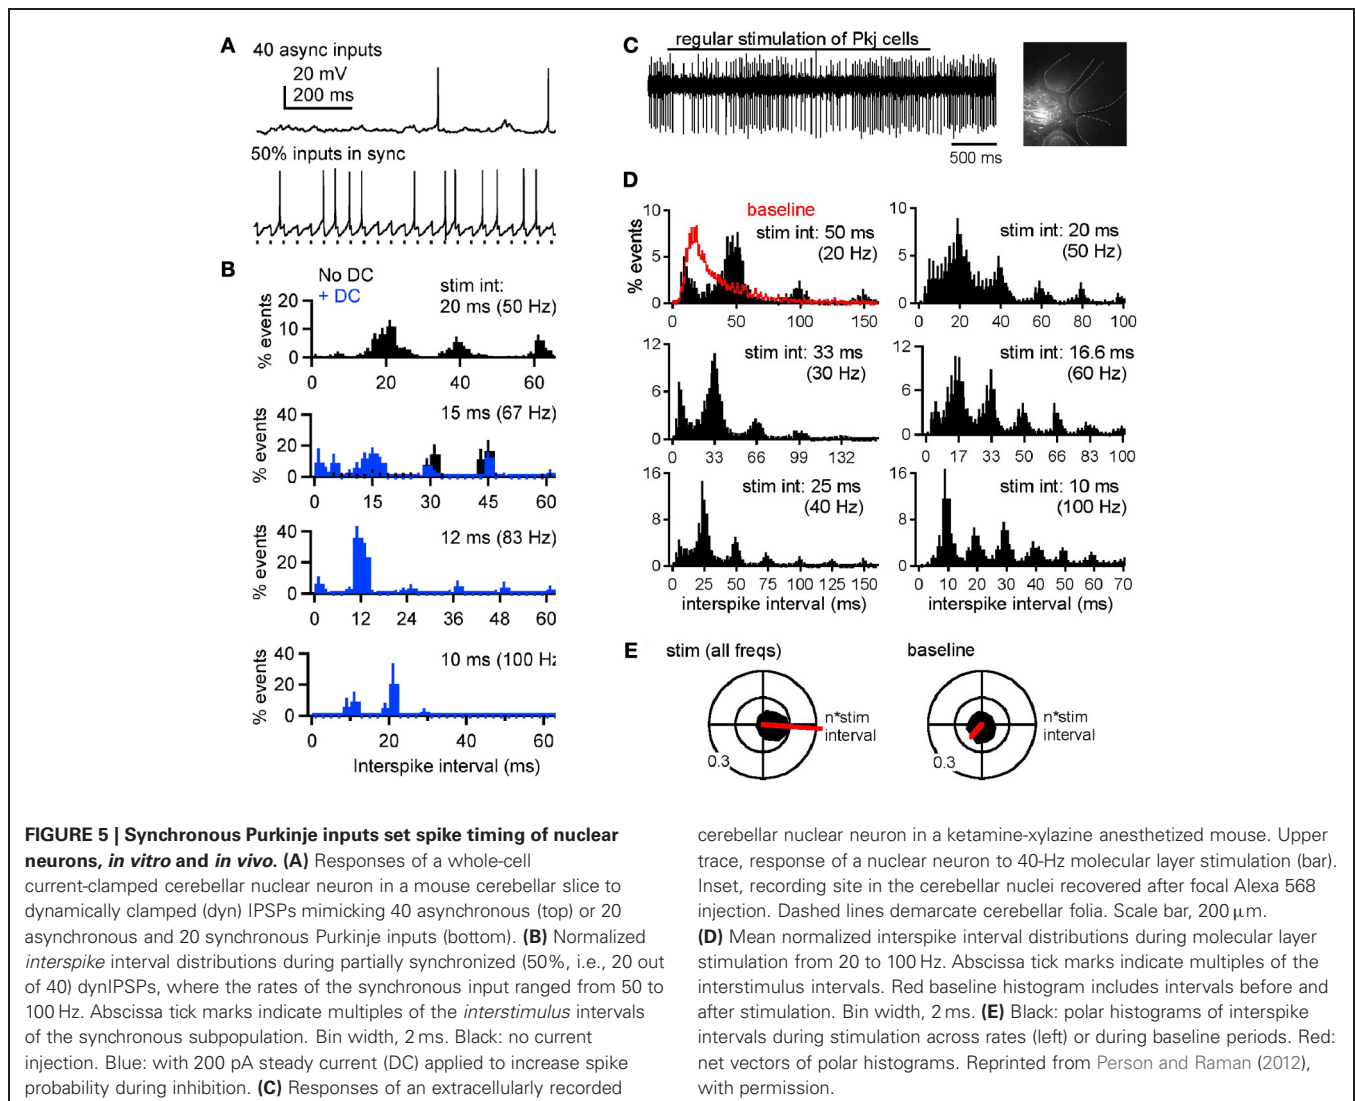 A
40 async inputs
20 mV
200 ms
50% inputs in sync
B
No DC
+ DC
stim int:
20 ms (50 Hz)
% events
20
10
0
0 20 40 60
15 ms (67 Hz)
% events
40
20
0
0 15 30 45 60
12 ms (83 Hz)
% events
40
20
0
0 12 24 36 48 60
10 ms (100 Hz
% events
40
20
0
0 20 40 60
Interspike interval (ms)
C
regular stimulation of Pkj cells
500 ms
D
baseline
stim int: 50 ms
(20 Hz)
% events
10
5
0
0 50 100 150
stim int: 20 ms
(50 Hz)
10
5
0
0 20 40 60 80 100
stim int: 33 ms
(30 Hz)
12
6
0
0 33 66 99 132
stim int: 16.6 ms
(60 Hz)
12
6
0
0 17 33 50 66 83 100
stim int: 25 ms
(40 Hz)
16
8
0
0 25 50 75 100 125 150
interspike interval (ms)
stim int: 10 ms
(100 Hz)
16
8
0
0 10 20 30 40 50 60 70
interspike interval (ms)
E
stim (all freqs)
n*stim
interval
0.3
baseline
n*stim
interval
0.3
FIGURE 5 | Synchronous Purkinje inputs set spike timing of nuclear
neurons, in vitro and in vivo. (A) Responses of a whole-cell
current-clamped cerebellar nuclear neuron in a mouse cerebellar slice to
dynamically clamped (dyn) IPSPs mimicking 40 asynchronous (top) or 20
asynchronous and 20 synchronous Purkinje inputs (bottom). (B) Normalized
interspike interval distributions during partially synchronized (50%, i.e., 20 out
of 40) dynIPSPs, where the rates of the synchronous input ranged from 50 to
100 Hz. Abscissa tick marks indicate multiples of the interstimulus intervals
of the synchronous subpopulation. Bin width, 2 ms. Black: no current
injection. Blue: with 200 pA steady current (DC) applied to increase spike
probability during inhibition. (C) Responses of an extracellularly recorded
cerebellar nuclear neuron in a ketamine-xylazine anesthetized mouse. Upper
trace, response of a nuclear neuron to 40-Hz molecular layer stimulation (bar).
Inset, recording site in the cerebellar nuclei recovered after focal Alexa 568
injection. Dashed lines demarcate cerebellar folia. Scale bar, 200 μm.
(D) Mean normalized interspike interval distributions during molecular layer
stimulation from 20 to 100 Hz. Abscissa tick marks indicate multiples of the
interstimulus intervals. Red baseline histogram includes intervals before and
after stimulation. Bin width, 2 ms. (E) Black: polar histograms of interspike
intervals during stimulation across rates (left) or during baseline periods. Red:
net vectors of polar histograms. Reprinted from Person and Raman (2012),
with permission.